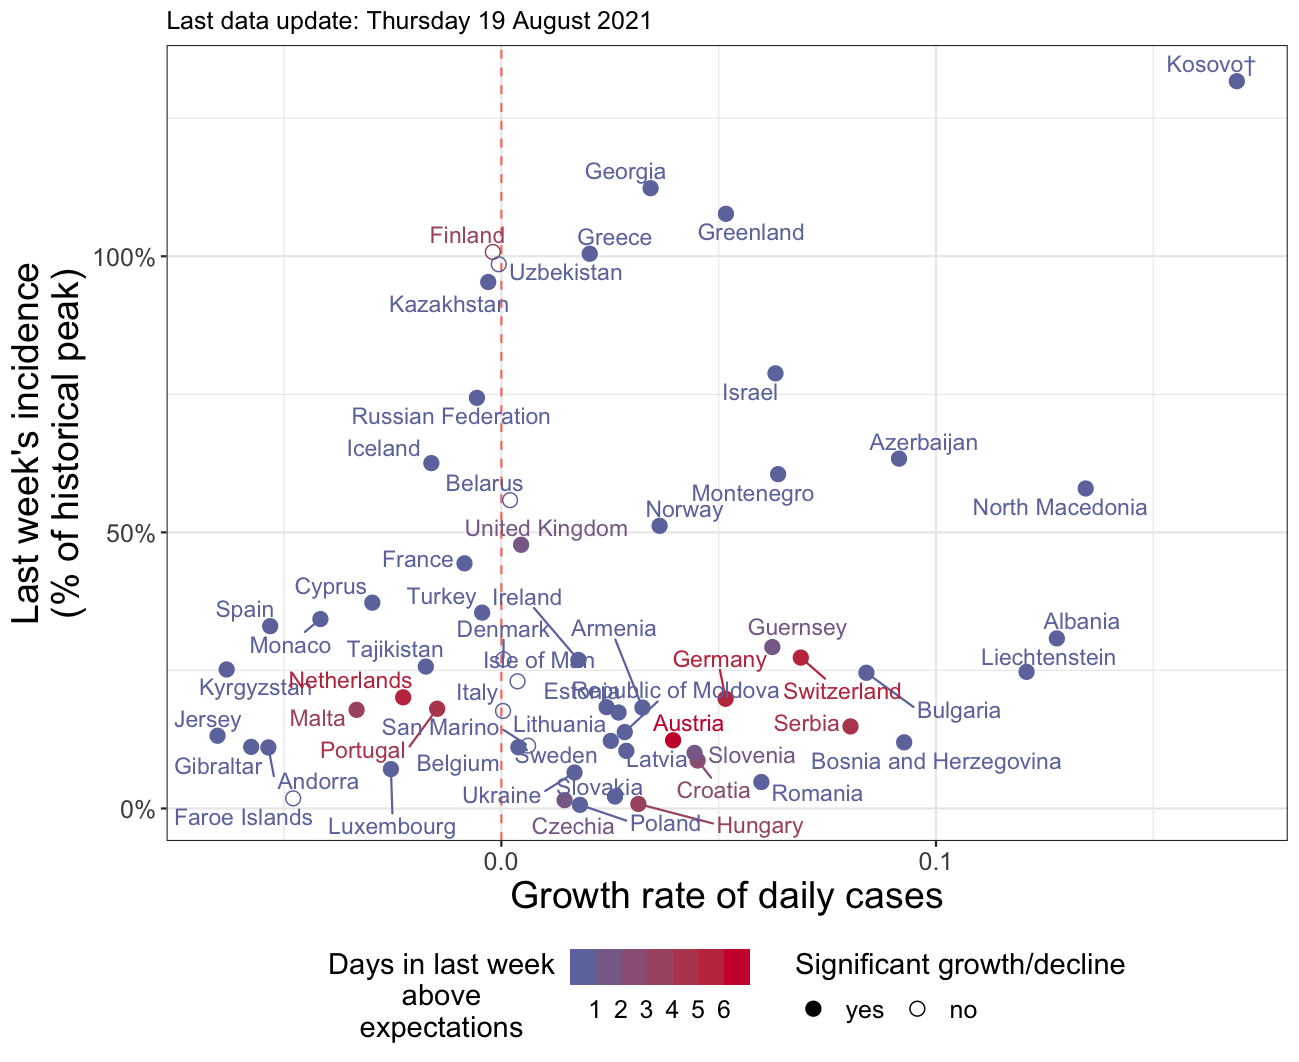 Last data update: Thursday 19 August 2021
Last week's incidence
(% of historical peak)
100%
50%
0%
Kosovo†
Georgia
Greenland
Finland
Greece
Uzbekistan
Kazakhstan
Israel
Russian Federation
Iceland
Azerbaijan
Belarus
Montenegro
North Macedonia
Norway
United Kingdom
France
Cyprus
Turkey
Ireland
Spain
Monaco
Denmark
Armenia
Guernsey
Albania
Tajikistan
Isle of Man
Germany
Liechtenstein
Kyrgyzstan
Netherlands
Italy
Estonia
Republic of Moldova
Switzerland
Jersey
Malta
San Marino
Lithuania
Austria
Serbia
Bulgaria
Portugal
Gibraltar
Belgium
Sweden
Latvia
Slovenia
Bosnia and Herzegovina
Andorra
Ukraine
Slovakia
Croatia
Romania
Faroe Islands
Luxembourg
Czechia
Poland
Hungary
0.0
0.1
Growth rate of daily cases
Days in last week
above
expectations
1 2 3 4 5 6
Significant growth/decline
yes
no